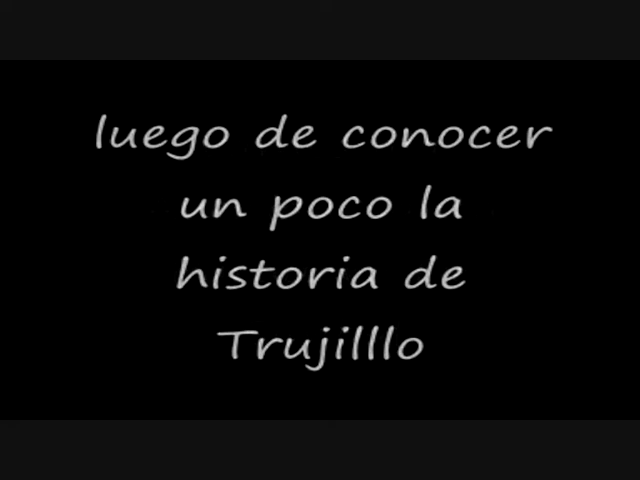 luego de conocer
un poco la
historia de
Trujilllo